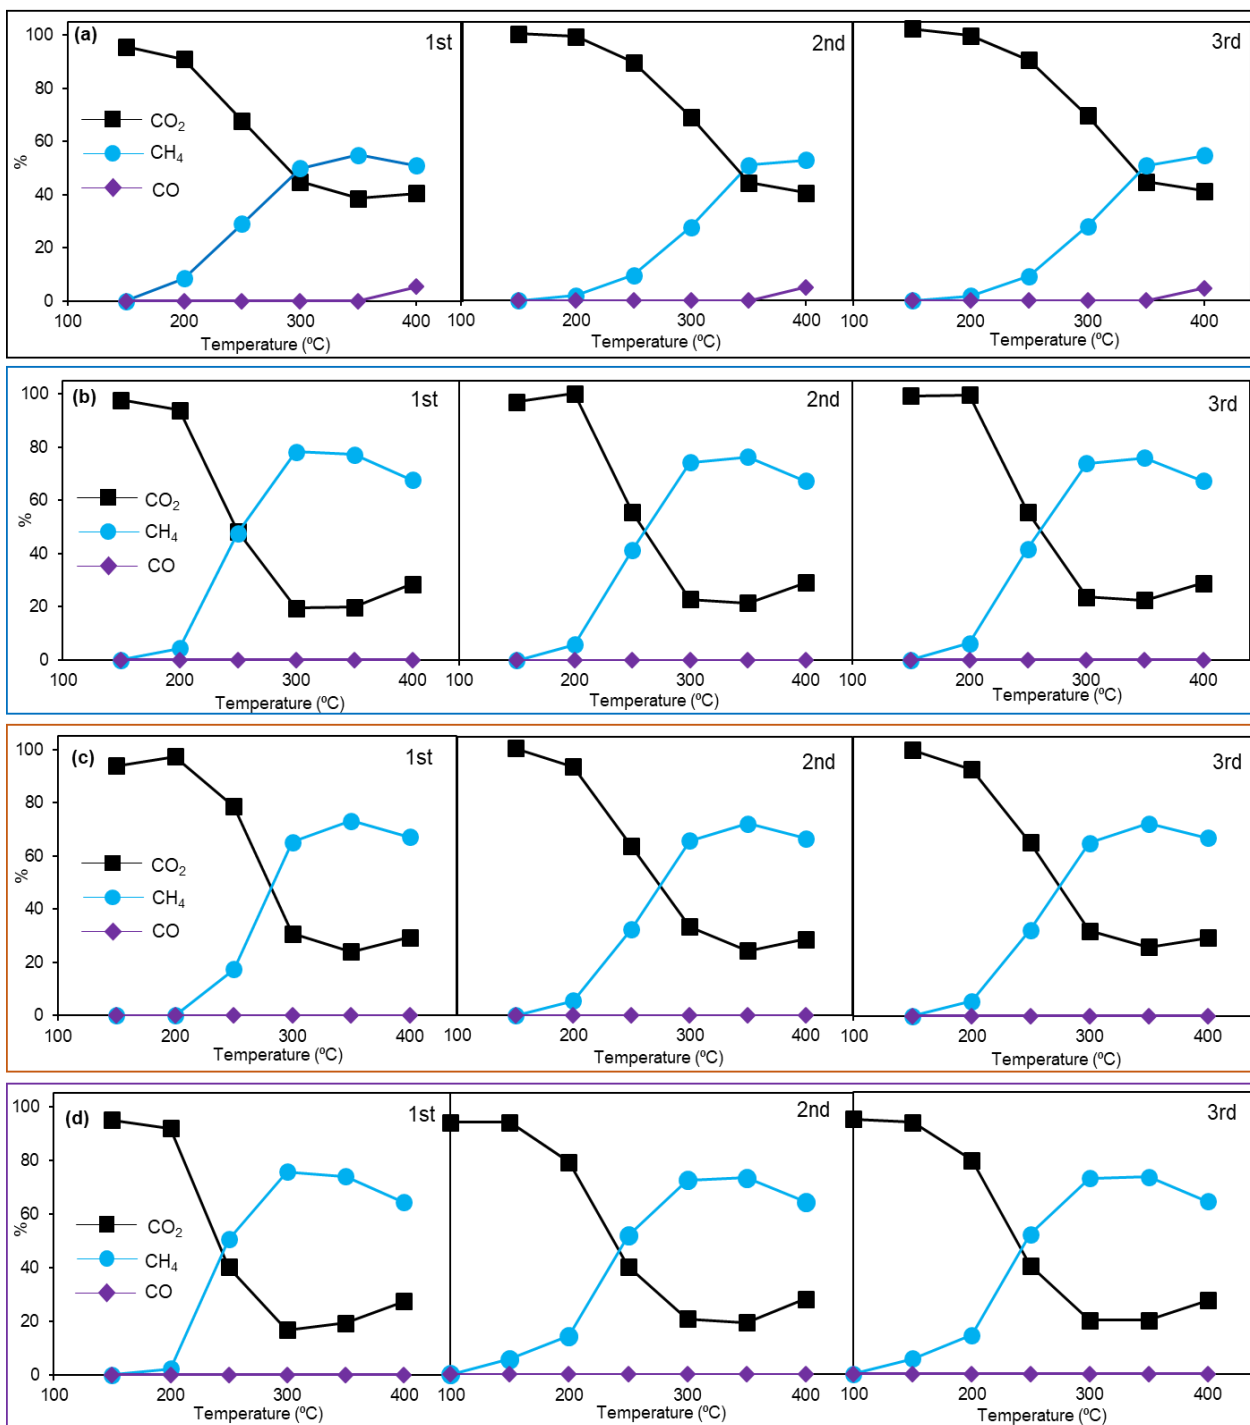 (a) 1st 2nd 3rd
100
80
60
40
20
0
%
CO₂
CH₄
CO
100 200 300 400 100 200 300 400 100 200 300 400
Temperature (ºC) Temperature (ºC) Temperature (ºC)
(b) 1st 2nd 3rd
100
80
60
40
20
0
%
CO₂
CH₄
CO
100 200 300 400 100 200 300 400 100 200 300 400
Temperature (ºC) Temperature (ºC) Temperature (ºC)
(c) 1st 2nd 3rd
100
80
60
40
20
0
%
CO₂
CH₄
CO
100 200 300 400 100 200 300 400 100 200 300 400
Temperature (ºC) Temperature (ºC) Temperature (ºC)
(d) 1st 2nd 3rd
100
80
60
40
20
0
%
CO₂
CH₄
CO
100 200 300 400 100 200 300 400 100 200 300 400
Temperature (ºC) Temperature (ºC) Temperature (ºC)